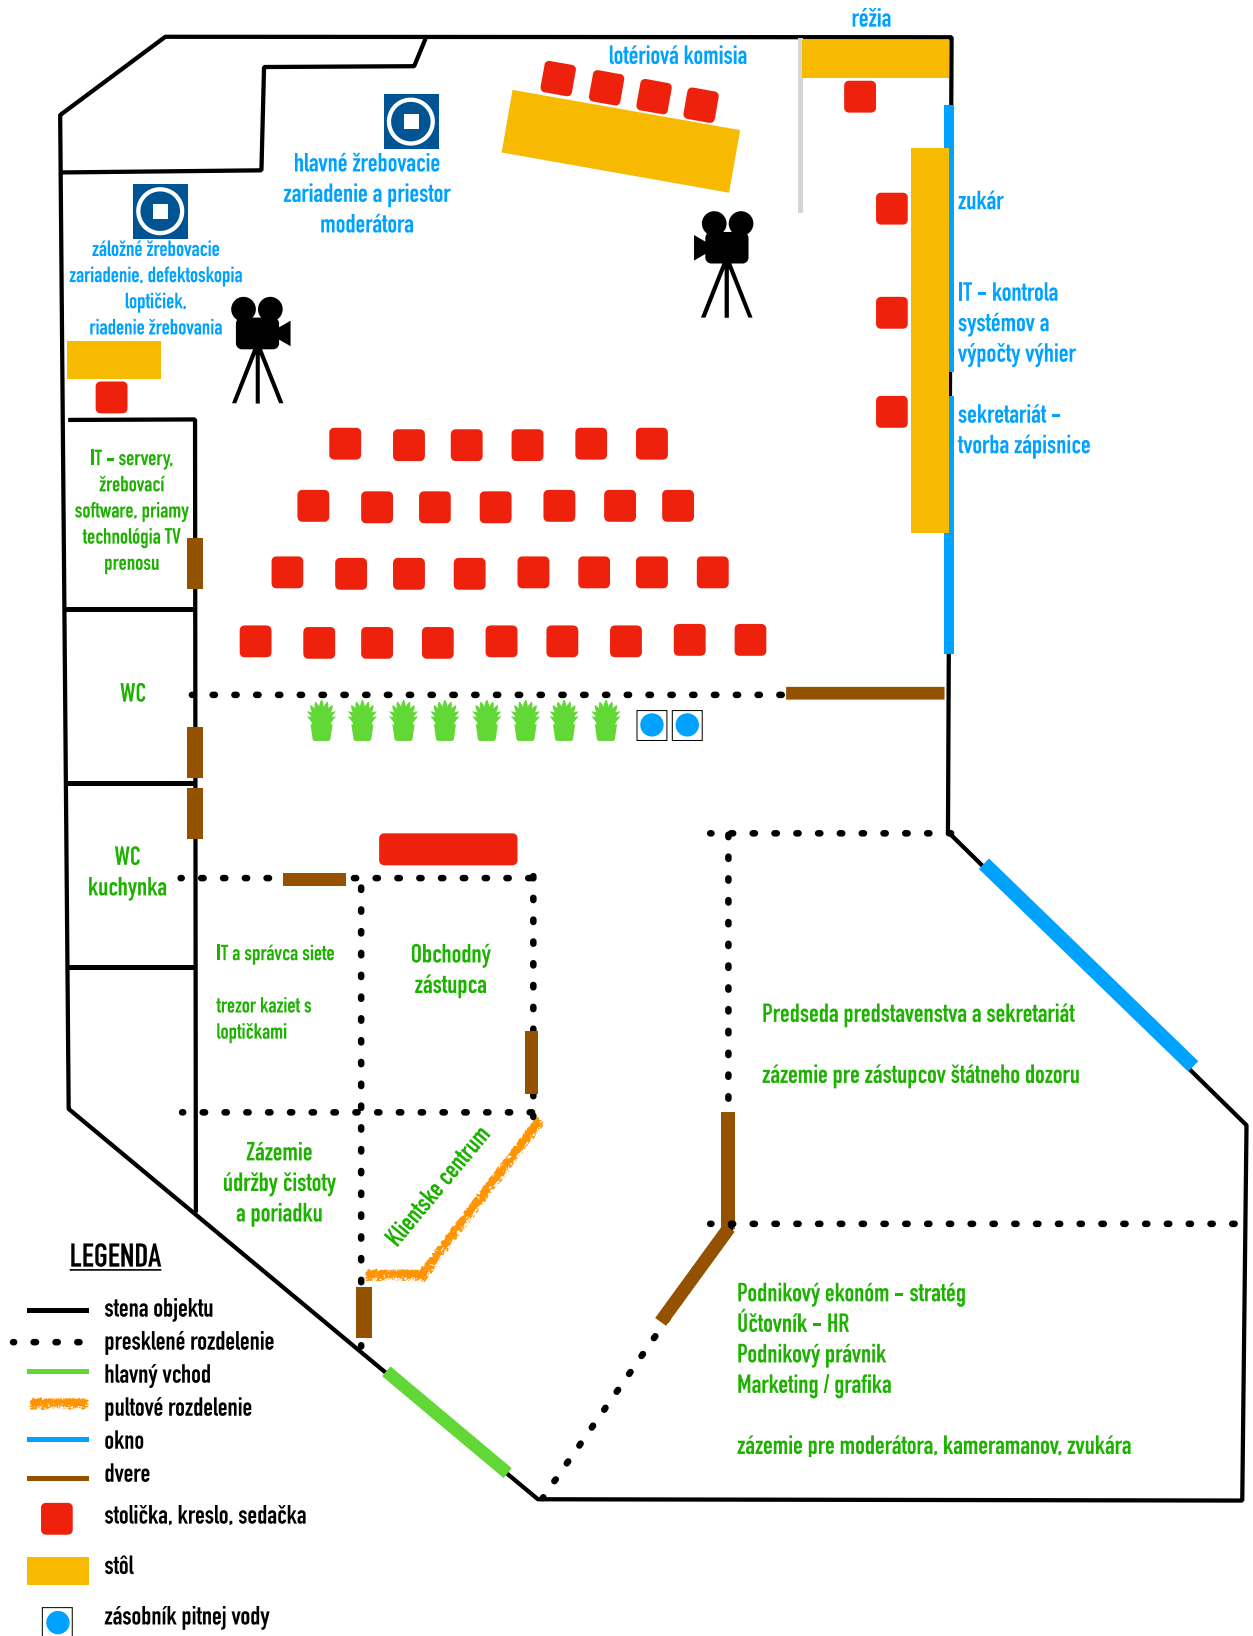 réžia
lotériová komisia
hlavné žrebovacie
zariadenie a priestor
moderátora
záložné žrebovacie
zariadenie, defektoskopia
loptičiek,
riadenie žrebovania
zukár
IT – kontrola
systémov a
výpočty výhier
sekretariát –
tvorba zápisnice
IT – servery,
žrebovací
software, priamy
technológia TV
prenosu
WC
WC
kuchynka
IT a správca siete
trezor kaziet s
loptičkami
Obchodný
zástupca
Predseda predstavenstva a sekretariát
zázemie pre zástupcov štátneho dozoru
Zázemie
údržby čistoty
a poriadku
Klientske centrum
Podnikový ekonóm – stratég
Účtovník – HR
Podnikový právnik
Marketing / grafika
zázemie pre moderátora, kameramanov, zvukára
LEGENDA
stena objektu
presklené rozdelenie
hlavný vchod
pultové rozdelenie
okno
dvere
stolička, kreslo, sedačka
stôl
zásobník pitnej vody